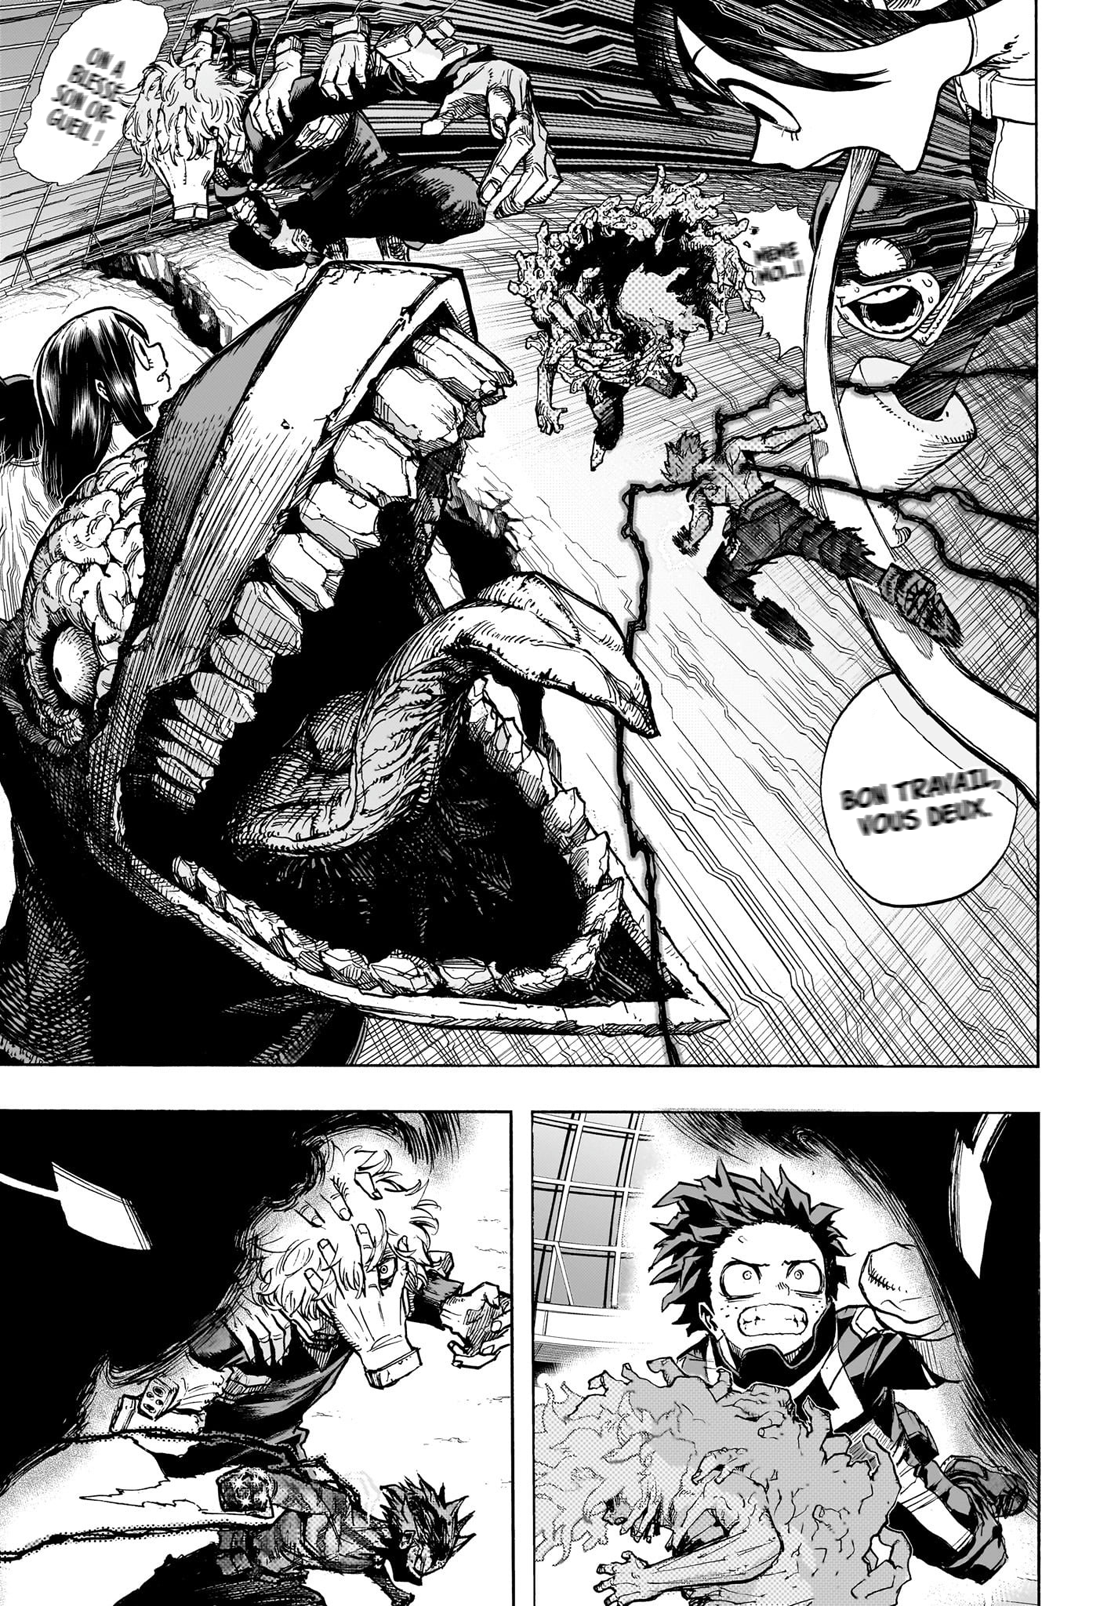 ON A
BLESSÉ
SON OR-
GUEIL !
MÊME
MOI...!
BON TRAVAIL,
VOUS DEUX.